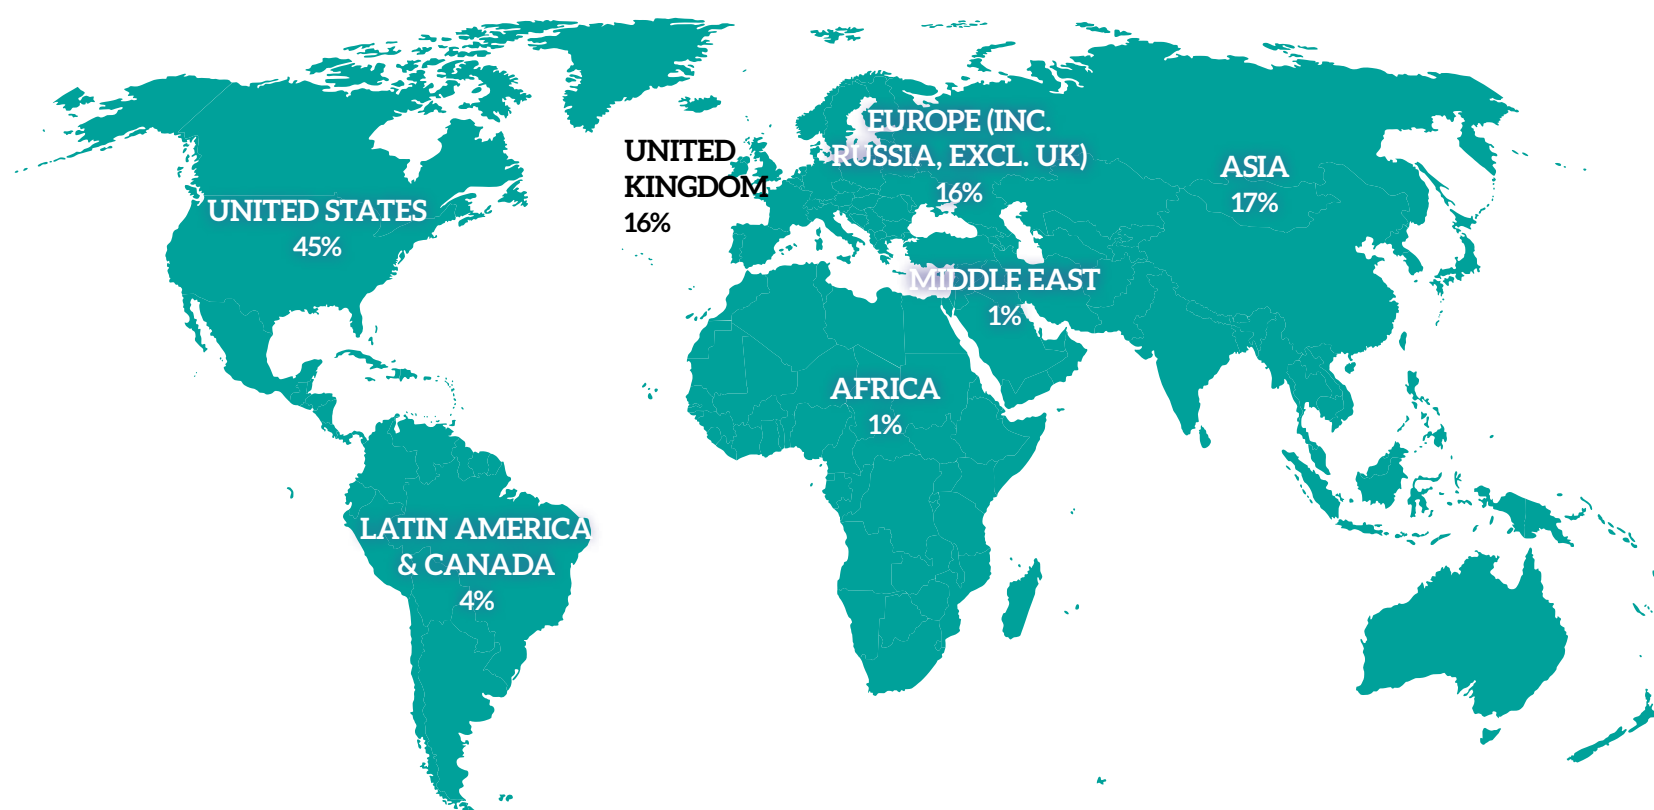 UNITED STATES
45%
UNITED
KINGDOM
16%
EUROPE (INC.
RUSSIA, EXCL. UK)
16%
ASIA
17%
MIDDLE EAST
1%
AFRICA
1%
LATIN AMERICA
& CANADA
4%